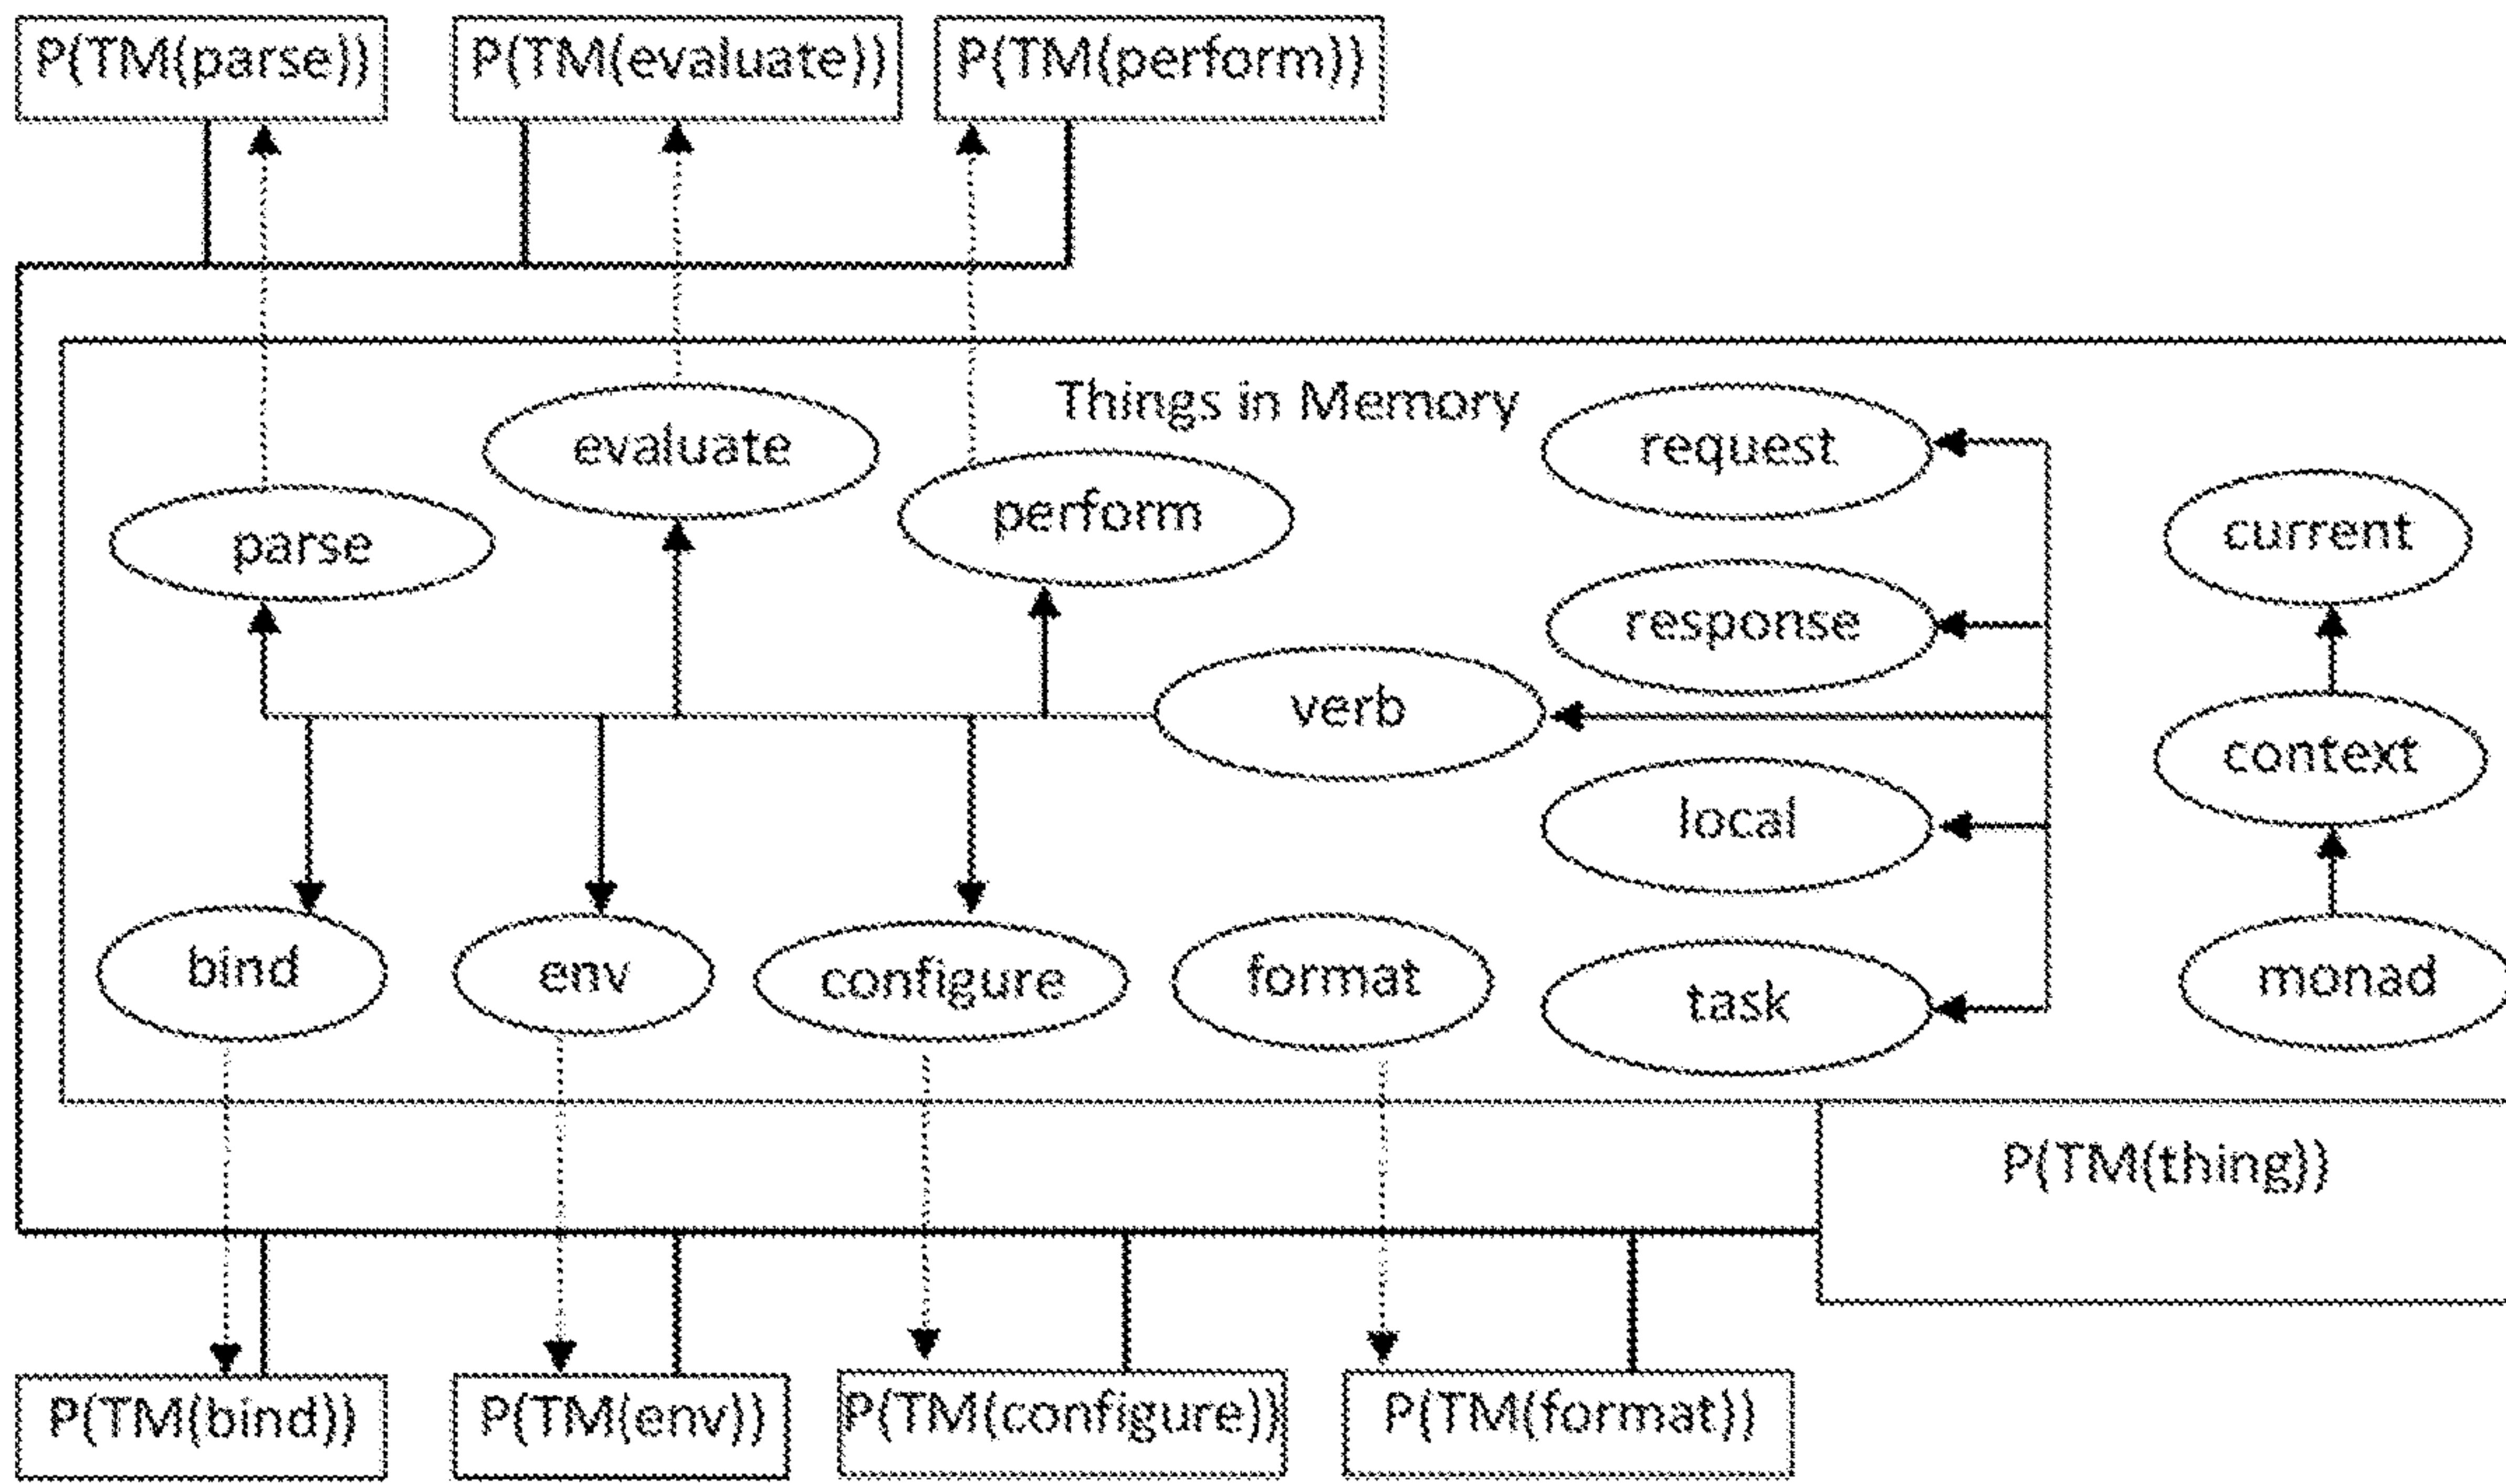 P(TM(parse))
P(TM(evaluate))
P(TM(perform))
Things in Memory
evaluate
request
perform
parse
current
response
verb
context
local
bind
env
configure
format
task
monad
P(TM(thing))
P(TM(bind))
P(TM(env))
P(TM(configure))
P(TM(format))